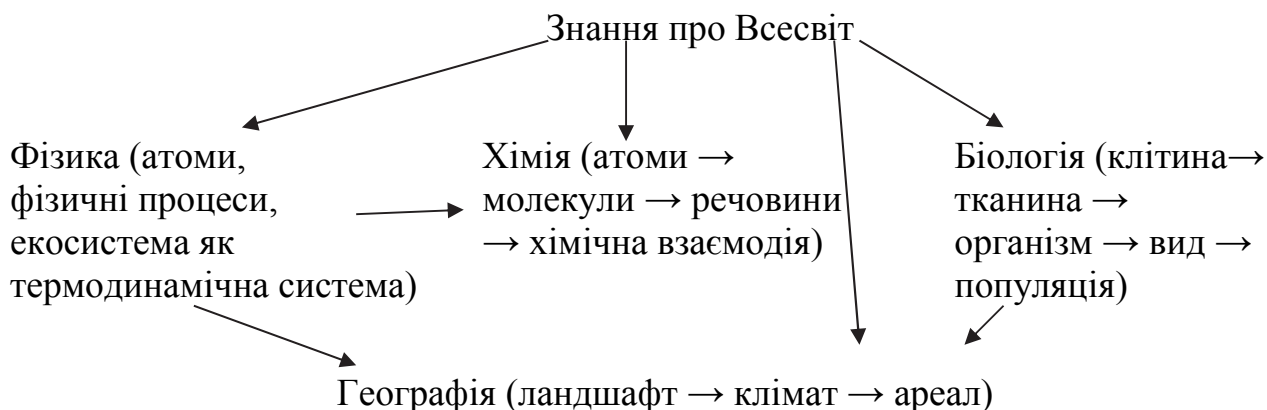 Знання про Всесвіт
Фізика (атоми,
фізичні процеси,
екосистема як
термодинамічна система)
Хімія (атоми →
молекули → речовини
→ хімічна взаємодія)
Біологія (клітина→
тканина →
організм → вид →
популяція)
Географія (ландшафт → клімат → ареал)